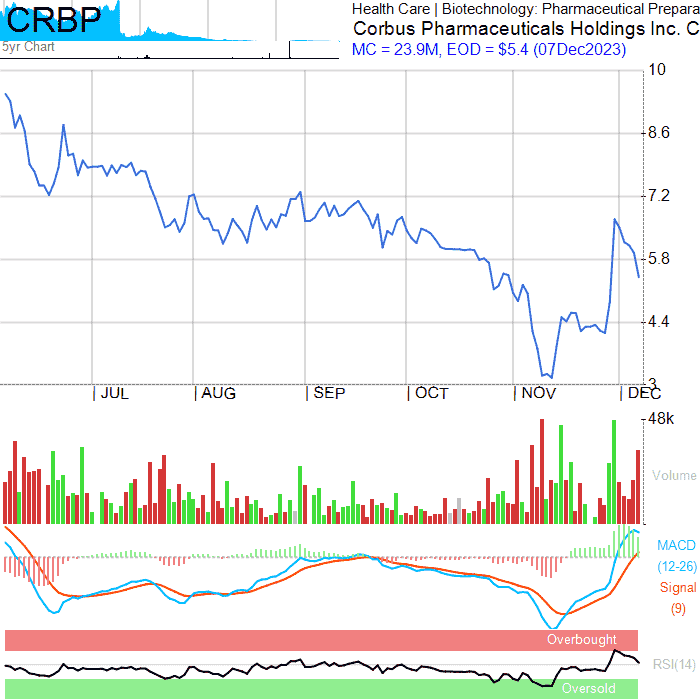 CRBP
5yr Chart
Health Care | Biotechnology: Pharmaceutical Prepara
Corbus Pharmaceuticals Holdings Inc. C
MC = 23.9M, EOD = $5.4 (07Dec2023)
10
8.6
7.2
5.8
4.4
3
JUL
AUG
SEP
OCT
NOV
DEC
48k
Volume
MACD
(12-26)
Signal
(9)
Overbought
RSI(14)
Oversold